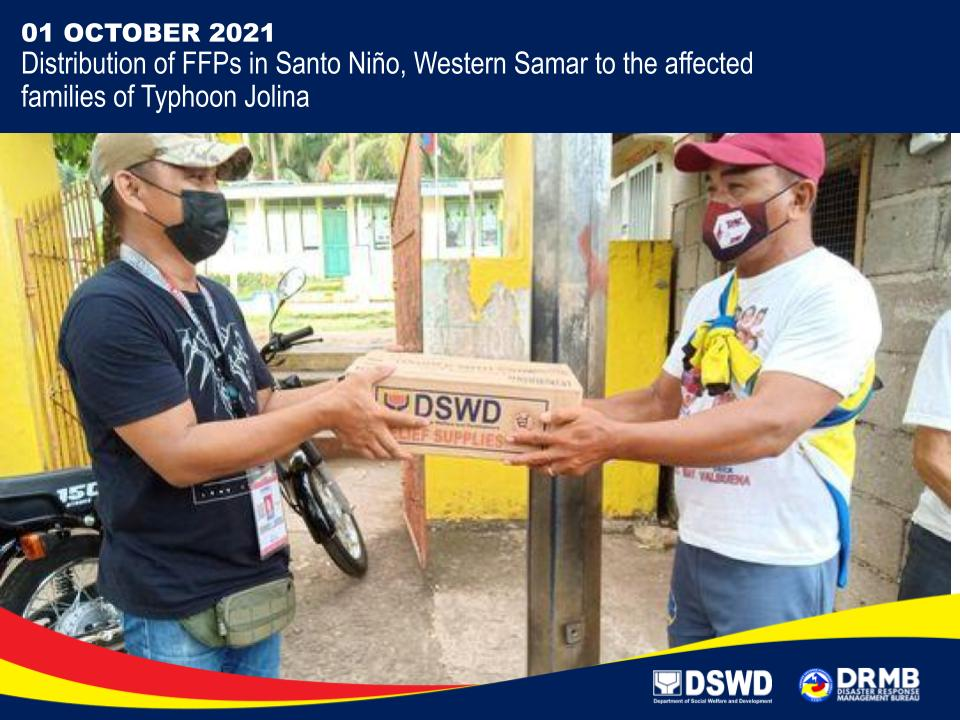 01 OCTOBER 2021
Distribution of FFPs in Santo Niño, Western Samar to the affected
families of Typhoon Jolina
DSWD
RELIEF SUPPLIES
150
VALBUENA
DSWD
Department of Social Welfare and Development
DRMB
DISASTER RESPONSE
MANAGEMENT BUREAU